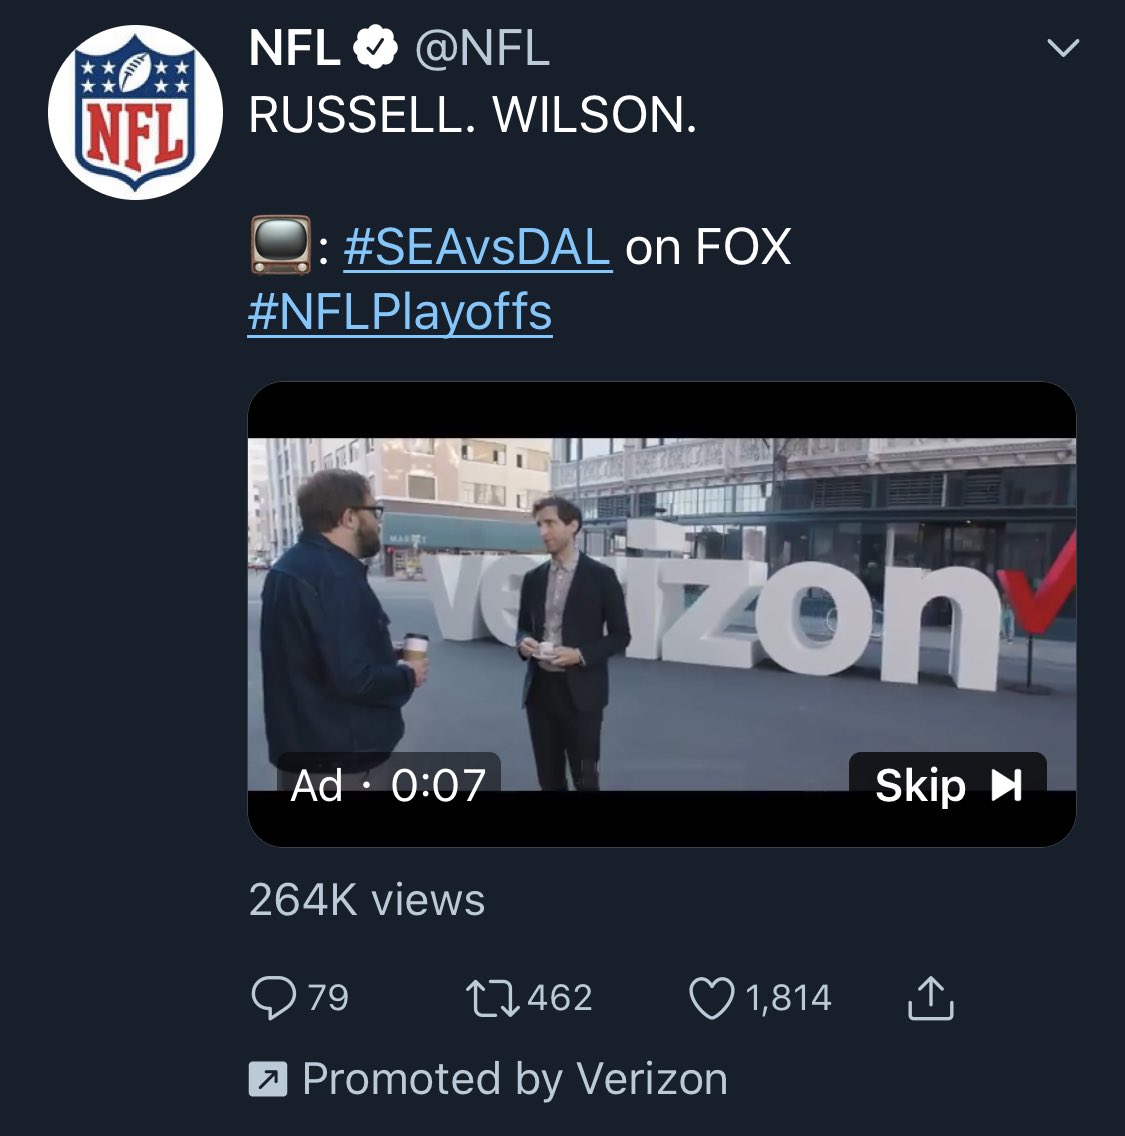 NFL @NFL
NFL
RUSSELL. WILSON.
📺: #SEAvsDAL on FOX
#NFLPlayoffs
MARKET
verizon
Ad · 0:07
Skip
264K views
79 462 1,814
Promoted by Verizon